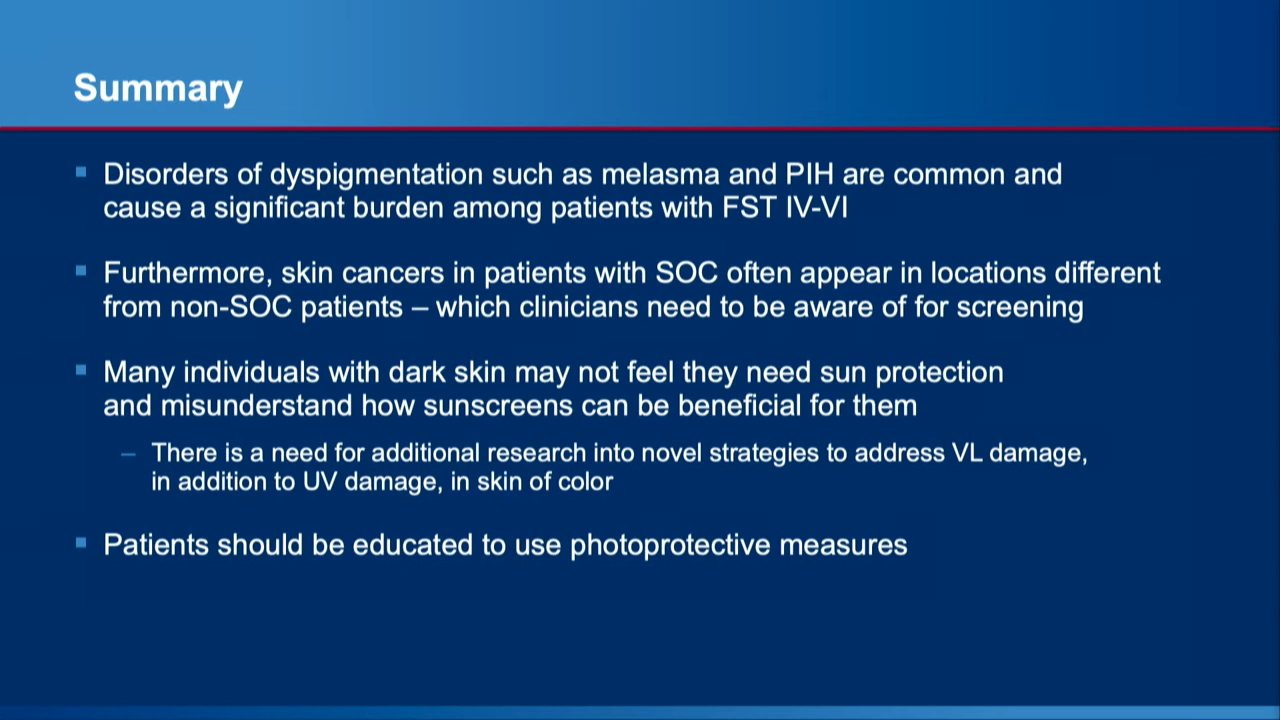 Summary
Disorders of dyspigmentation such as melasma and PIH are common and
cause a significant burden among patients with FST IV-VI
Furthermore, skin cancers in patients with SOC often appear in locations different
from non-SOC patients – which clinicians need to be aware of for screening
Many individuals with dark skin may not feel they need sun protection
and misunderstand how sunscreens can be beneficial for them
– There is a need for additional research into novel strategies to address VL damage,
in addition to UV damage, in skin of color
Patients should be educated to use photoprotective measures